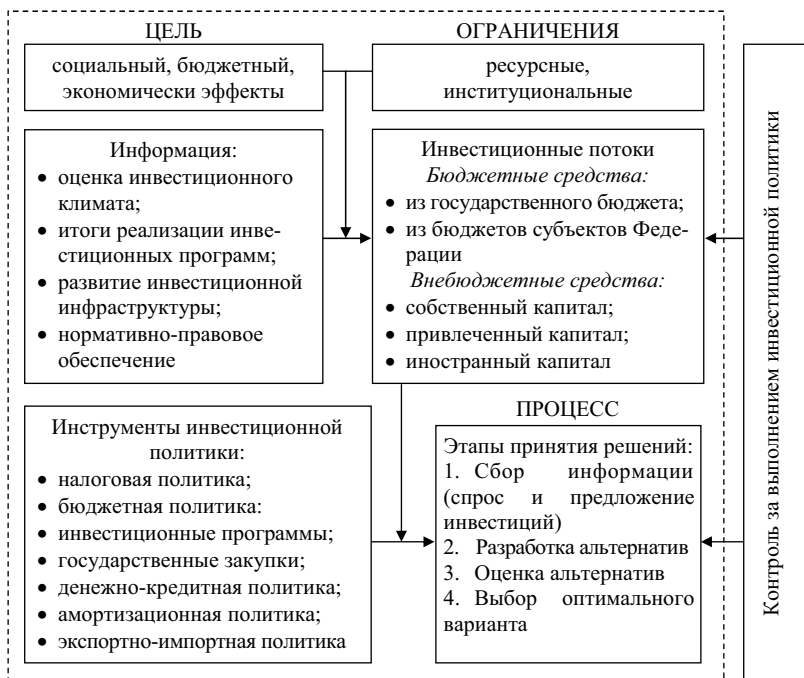 ЦЕЛЬ
социальный, бюджетный,
экономически эффекты
ОГРАНИЧЕНИЯ
ресурсные,
институциональные
Информация:
• оценка инвестиционного
климата;
• итоги реализации инве-
стиционных программ;
• развитие инвестиционной
инфраструктуры;
• нормативно-правовое
обеспечение
Инвестиционные потоки
Бюджетные средства:
• из государственного бюджета;
• из бюджетов субъектов Феде-
рации
Внебюджетные средства:
• собственный капитал;
• привлеченный капитал;
• иностранный капитал
Инструменты инвестиционной
политики:
• налоговая политика;
• бюджетная политика:
• инвестиционные программы;
• государственные закупки;
• денежно-кредитная политика;
• амортизационная политика;
• экспортно-импортная политика
ПРОЦЕСС
Этапы принятия решений:
1. Сбор информации
(спрос и предложение
инвестиций)
2. Разработка альтернатив
3. Оценка альтернатив
4. Выбор оптимального
варианта
Контроль за выполнением инвестиционной политики